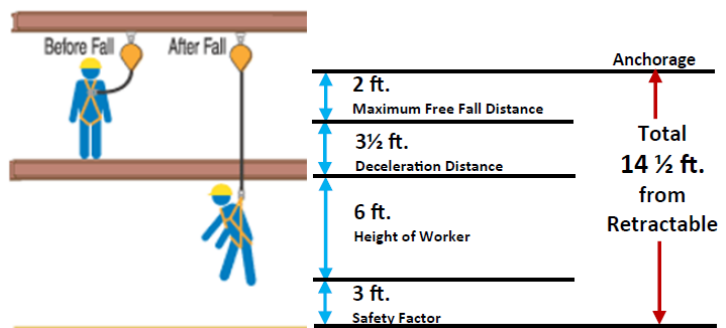 Before Fall
After Fall
Anchorage
2 ft.
Maximum Free Fall Distance
3½ ft.
Deceleration Distance
6 ft.
Height of Worker
3 ft.
Safety Factor
Total
14 ½ ft.
from
Retractable